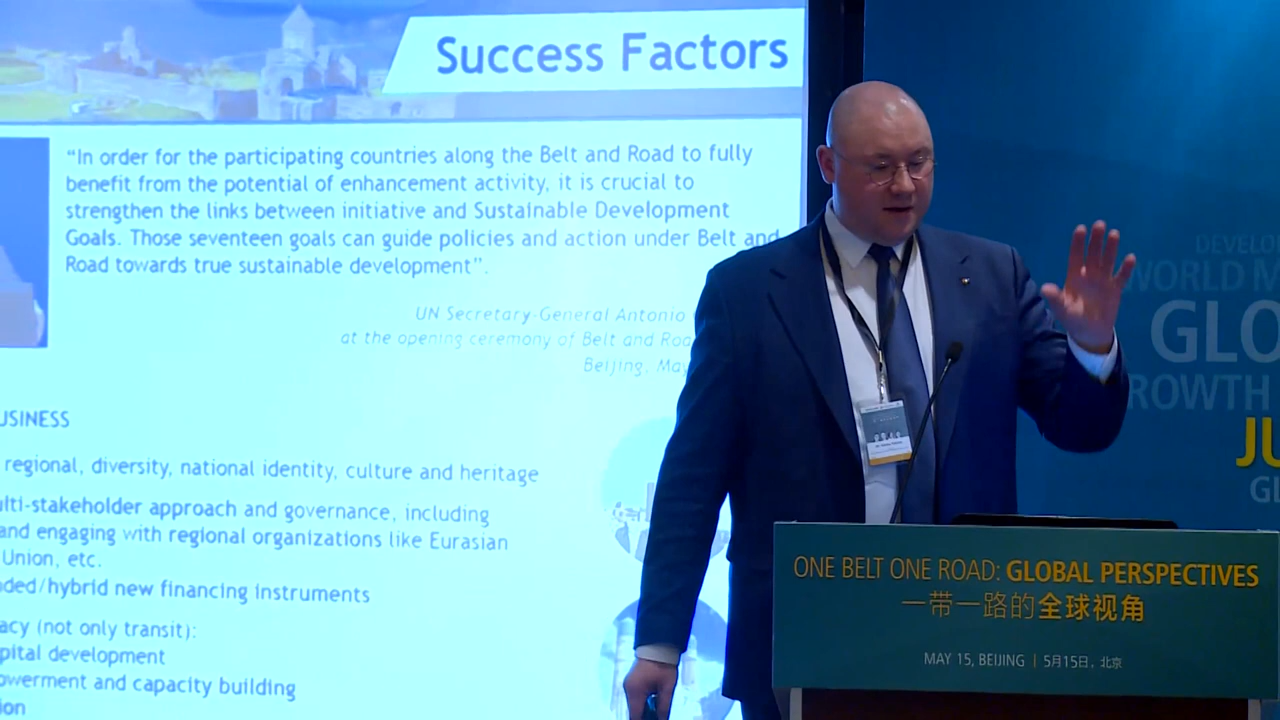 Success Factors
“In order for the participating countries along the Belt and Road to fully
benefit from the potential of enhancement activity, it is crucial to
strengthen the links between initiative and Sustainable Development
Goals. Those seventeen goals can guide policies and action under Belt and
Road towards true sustainable development”.
UN Secretary-General Antonio
at the opening ceremony of Belt and Roa
Beijing, May
USINESS
regional, diversity, national identity, culture and heritage
ulti-stakeholder approach and governance, including
and engaging with regional organizations like Eurasian
Union, etc.
ded/hybrid new financing instruments
acy (not only transit):
pital development
owerment and capacity building
ion
DEVELO
WORLD M
GLO
ROWTH
JU
GL
ONE BELT ONE ROAD: GLOBAL PERSPECTIVES
一带一路的全球视角
MAY 15, BEIJING | 5月15日, 北京